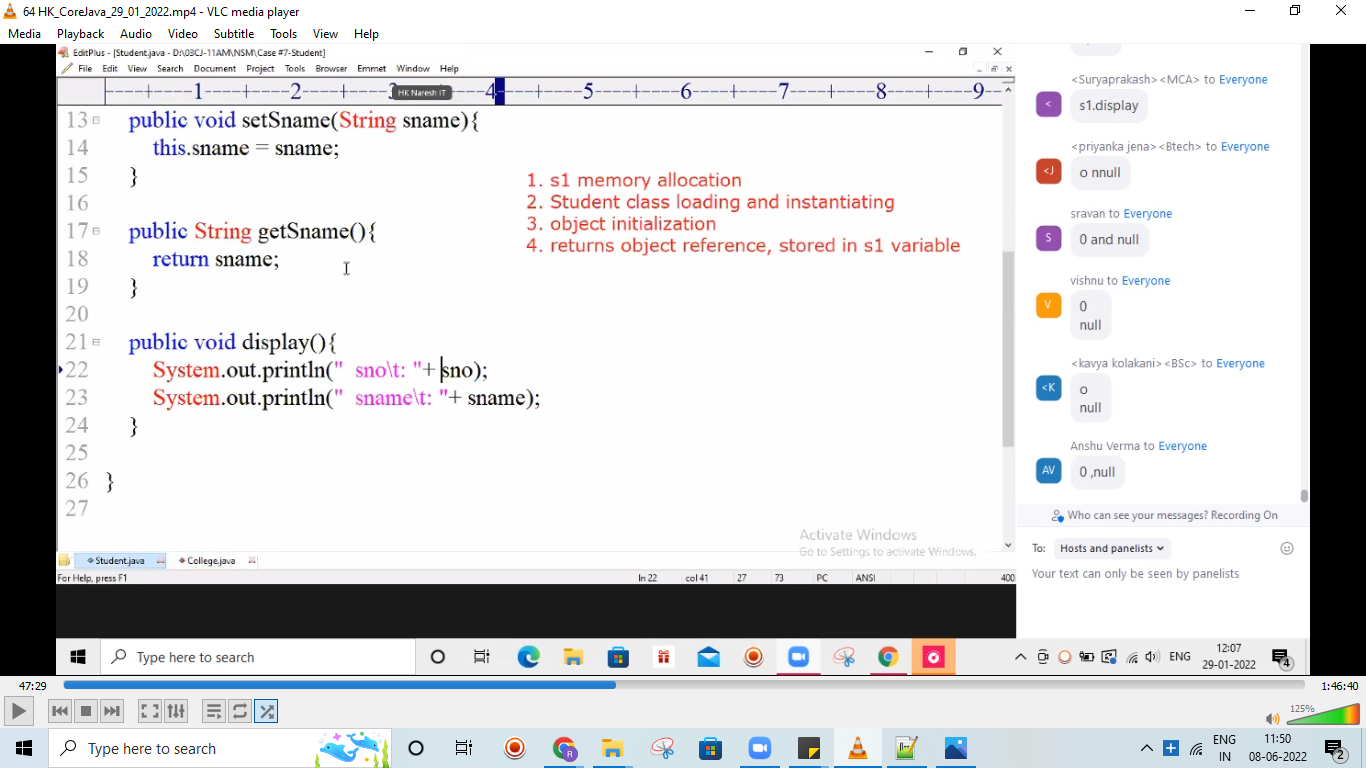 64 HK_CoreJava_29_01_2022.mp4 - VLC media player
Media Playback Audio Video Subtitle Tools View Help
EditPlus - [Student.java - D:\03CJ-11AM\NSM\Case #7-Student]
File Edit View Search Document Project Tools Browser Emmet Window Help
----+----1----+----2----+----3----+----4----+----5----+----6----+----7----+----8----+----9--
HK Naresh IT
13 public void setSname(String sname){
14 this.sname = sname;
15 }
16
17 public String getSname(){
18 return sname;
19 }
20
21 public void display(){
22 System.out.println("  sno\t: "+ sno);
23 System.out.println("  sname\t: "+ sname);
24 }
25
26 }
27
1. s1 memory allocation
2. Student class loading and instantiating
3. object initialization
4. returns object reference, stored in s1 variable
Activate Windows
Go to Settings to activate Windows.
Student.java College.java
For Help, press F1 ln 22 col 41 27 73 PC ANSI 400
<Suryaprakash><MCA> to Everyone
<
s1.display
<priyanka jena><Btech> to Everyone
<J
o nnull
sravan to Everyone
S
0 and null
vishnu to Everyone
V
0
null
<kavya kolakani><BSc> to Everyone
<K
o
null
Anshu Verma to Everyone
AV
0 ,null
Who can see your messages? Recording On
To: Hosts and panelists
Your text can only be seen by panelists
Type here to search
ENG
12:07
29-01-2022
4
47:29
1:46:40
125%
Type here to search
ENG
IN
11:50
08-06-2022
2